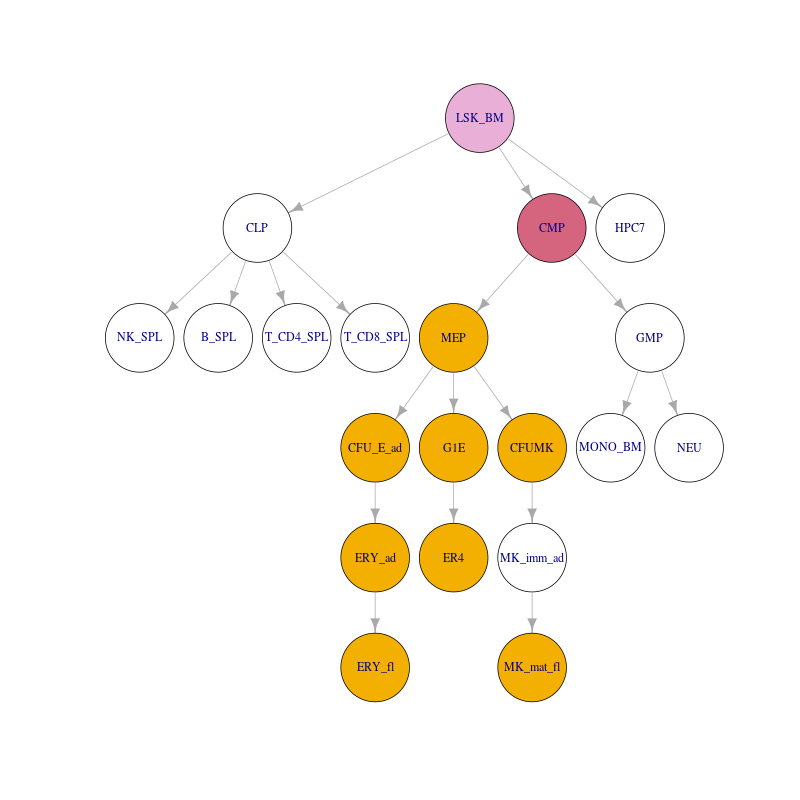 LSK_BM
CLP
CMP
HPC7
NK_SPL
B_SPL
T_CD4_SPL
T_CD8_SPL
MEP
GMP
CFU_E_ad
G1E
CFUMK
MONO_BM
NEU
ERY_ad
ER4
MK_imm_ad
ERY_fl
MK_mat_fl